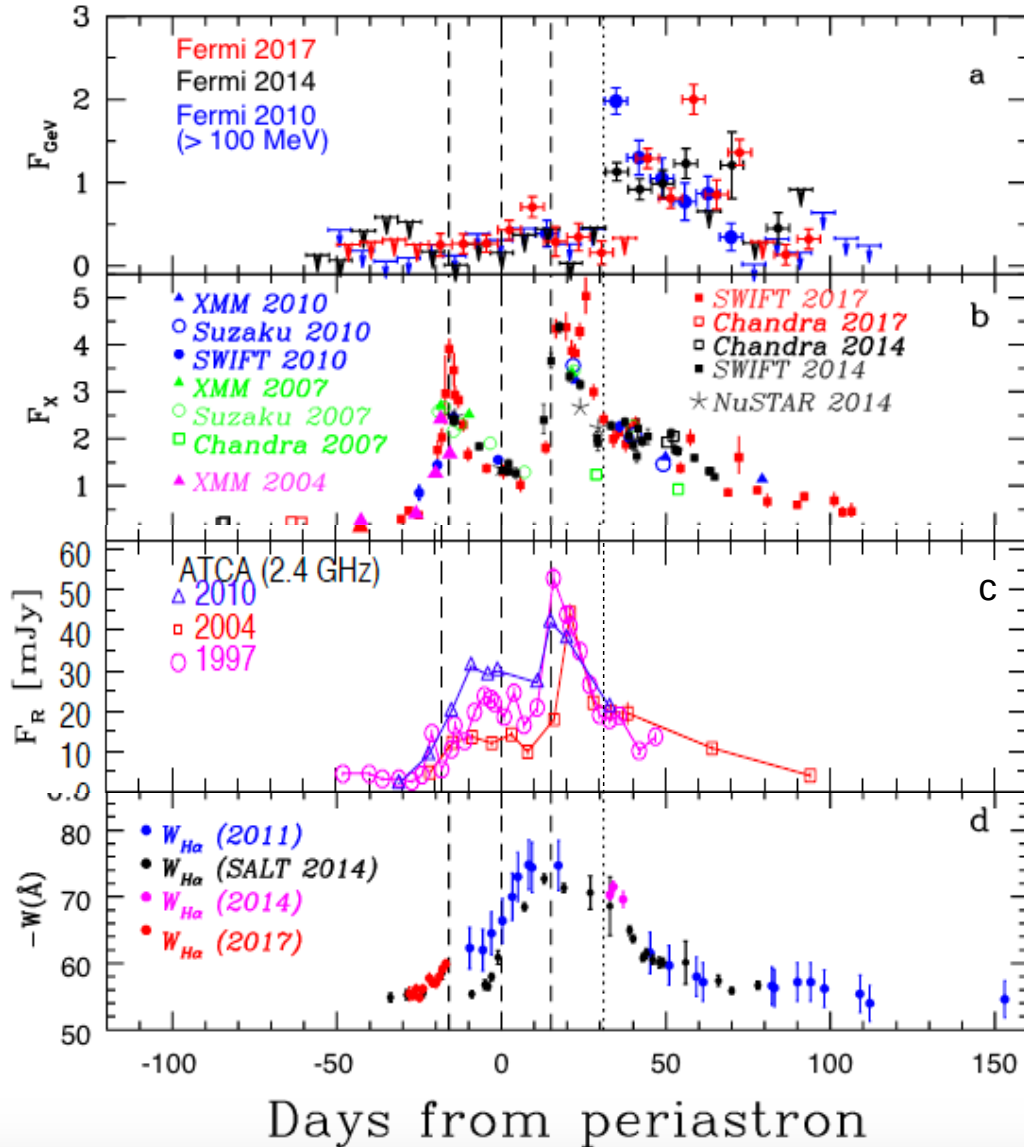 3
2
1
0
F_GeV
Fermi 2017
Fermi 2014
Fermi 2010
(> 100 MeV)
a
5
4
3
2
1
F_X
XMM 2010
Suzaku 2010
SWIFT 2010
XMM 2007
Suzaku 2007
Chandra 2007
XMM 2004
SWIFT 2017
Chandra 2017
Chandra 2014
SWIFT 2014
NuSTAR 2014
b
60
50
40
30
20
10
0
F_R [mJy]
ATCA (2.4 GHz)
2010
2004
1997
c
80
70
60
50
-W(Å)
W_Hα (2011)
W_Hα (SALT 2014)
W_Hα (2014)
W_Hα (2017)
d
-100 -50 0 50 100 150
Days from periastron